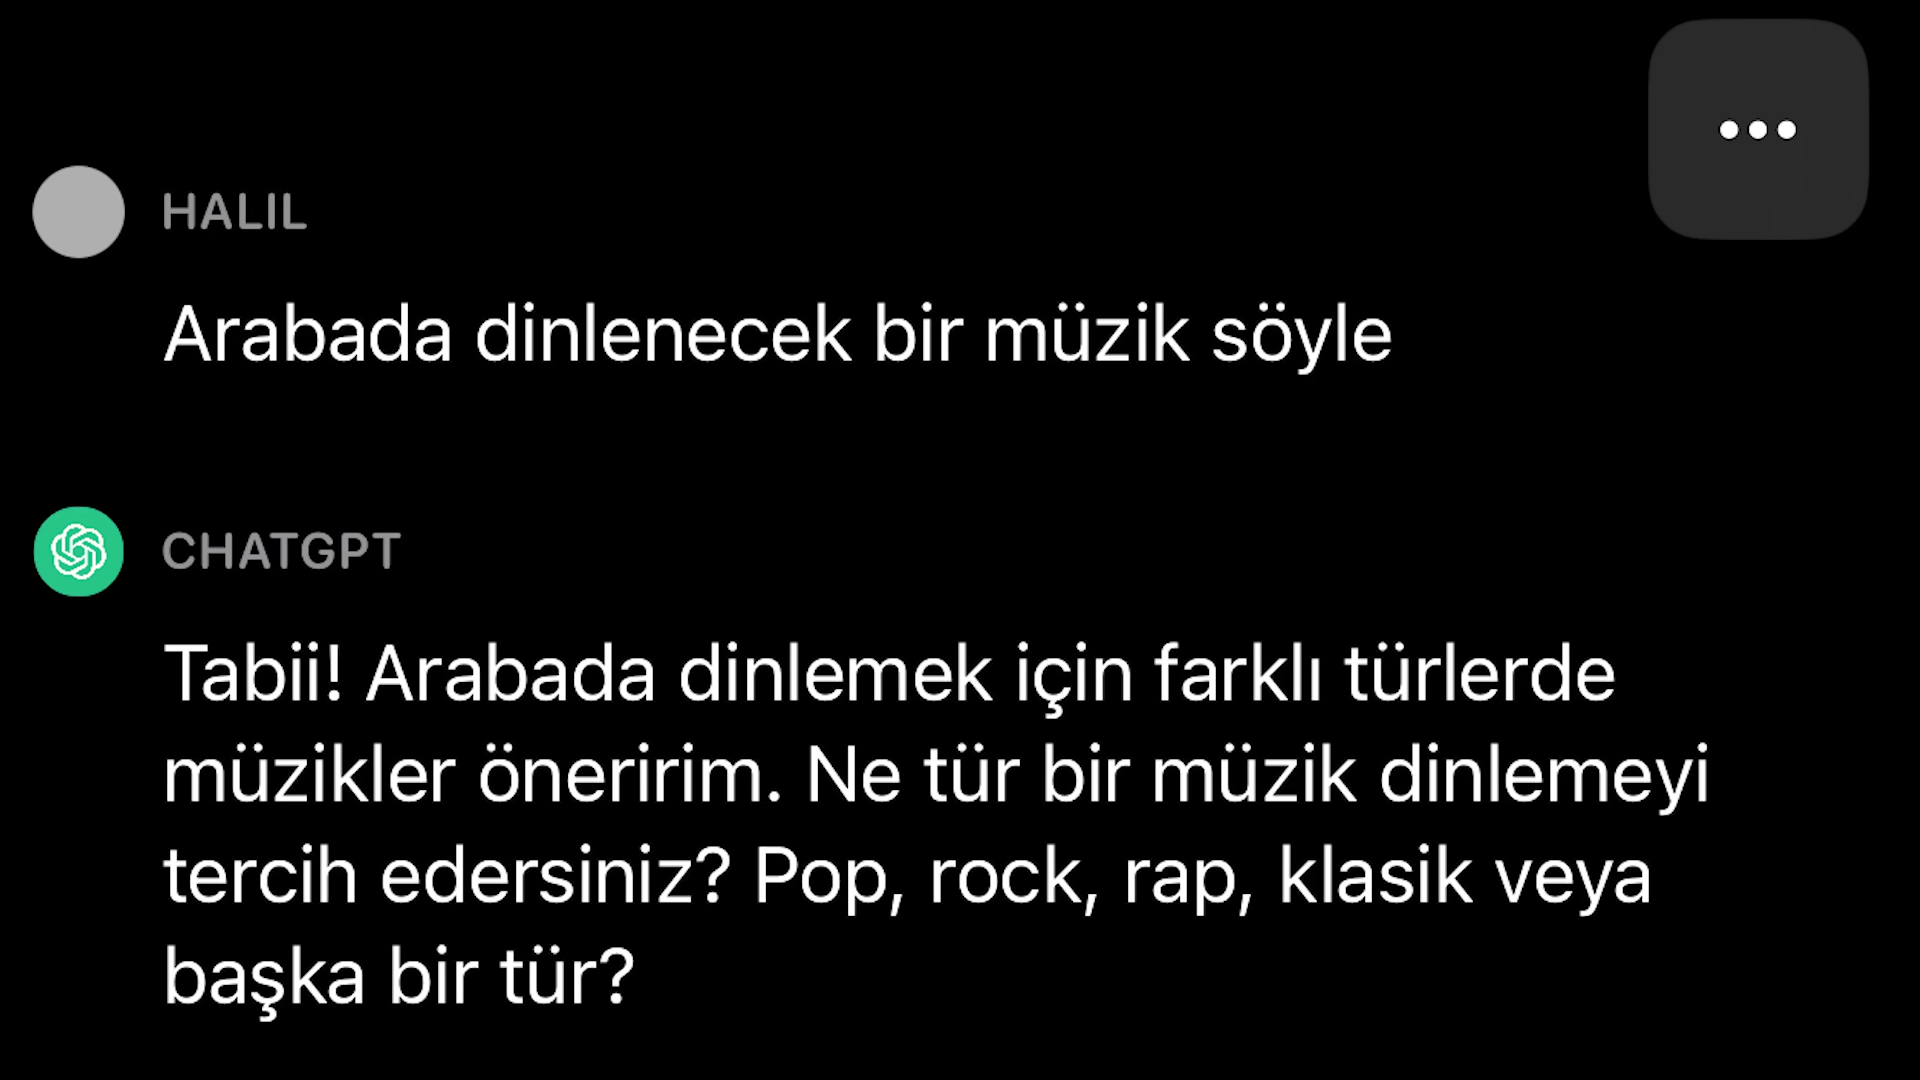 HALIL
Arabada dinlenecek bir müzik söyle
CHATGPT
Tabii! Arabada dinlemek için farklı türlerde
müzikler öneririm. Ne tür bir müzik dinlemeyi
tercih edersiniz? Pop, rock, rap, klasik veya
başka bir tür?